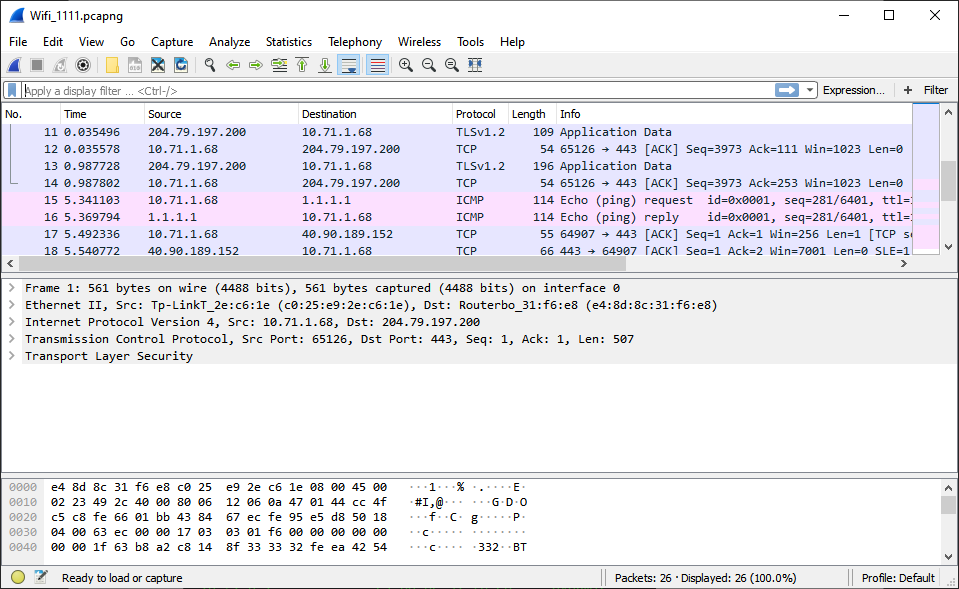 Wifi_1111.pcapng
File Edit View Go Capture Analyze Statistics Telephony Wireless Tools Help
Apply a display filter ... <Ctrl-/> Expression... + Filter
No. Time Source Destination Protocol Length Info
11 0.035496 204.79.197.200 10.71.1.68 TLSv1.2 109 Application Data
12 0.035578 10.71.1.68 204.79.197.200 TCP 54 65126 → 443 [ACK] Seq=3973 Ack=111 Win=1023 Len=0
13 0.987728 204.79.197.200 10.71.1.68 TLSv1.2 196 Application Data
14 0.987802 10.71.1.68 204.79.197.200 TCP 54 65126 → 443 [ACK] Seq=3973 Ack=253 Win=1023 Len=0
15 5.341103 10.71.1.68 1.1.1.1 ICMP 114 Echo (ping) request id=0x0001, seq=281/6401, ttl=
16 5.369794 1.1.1.1 10.71.1.68 ICMP 114 Echo (ping) reply id=0x0001, seq=281/6401, ttl=
17 5.492336 10.71.1.68 40.90.189.152 TCP 55 64907 → 443 [ACK] Seq=1 Ack=1 Win=256 Len=1 [TCP s
18 5.540772 40.90.189.152 10.71.1.68 TCP 66 443 → 64907 [ACK] Seq=1 Ack=2 Win=7001 Len=0 SLE=1
Frame 1: 561 bytes on wire (4488 bits), 561 bytes captured (4488 bits) on interface 0
Ethernet II, Src: Tp-LinkT_2e:c6:1e (c0:25:e9:2e:c6:1e), Dst: Routerbo_31:f6:e8 (e4:8d:8c:31:f6:e8)
Internet Protocol Version 4, Src: 10.71.1.68, Dst: 204.79.197.200
Transmission Control Protocol, Src Port: 65126, Dst Port: 443, Seq: 1, Ack: 1, Len: 507
Transport Layer Security
0000 e4 8d 8c 31 f6 e8 c0 25 e9 2e c6 1e 08 00 45 00 ···1···% .····E·
0010 02 23 49 2c 40 00 80 06 12 06 0a 47 01 44 cc 4f ·#I,@··· ···G·D·O
0020 c5 c8 fe 66 01 bb 43 84 67 ec fe 95 e5 d8 50 18 ···f··C· g·····P·
0030 04 00 63 ec 00 00 17 03 03 01 f6 00 00 00 00 00 ··c····· ········
0040 00 00 1f 63 b8 a2 c8 14 8f 33 33 32 fe ea 42 54 ···c···· ·332··BT
Ready to load or capture Packets: 26 · Displayed: 26 (100.0%) Profile: Default